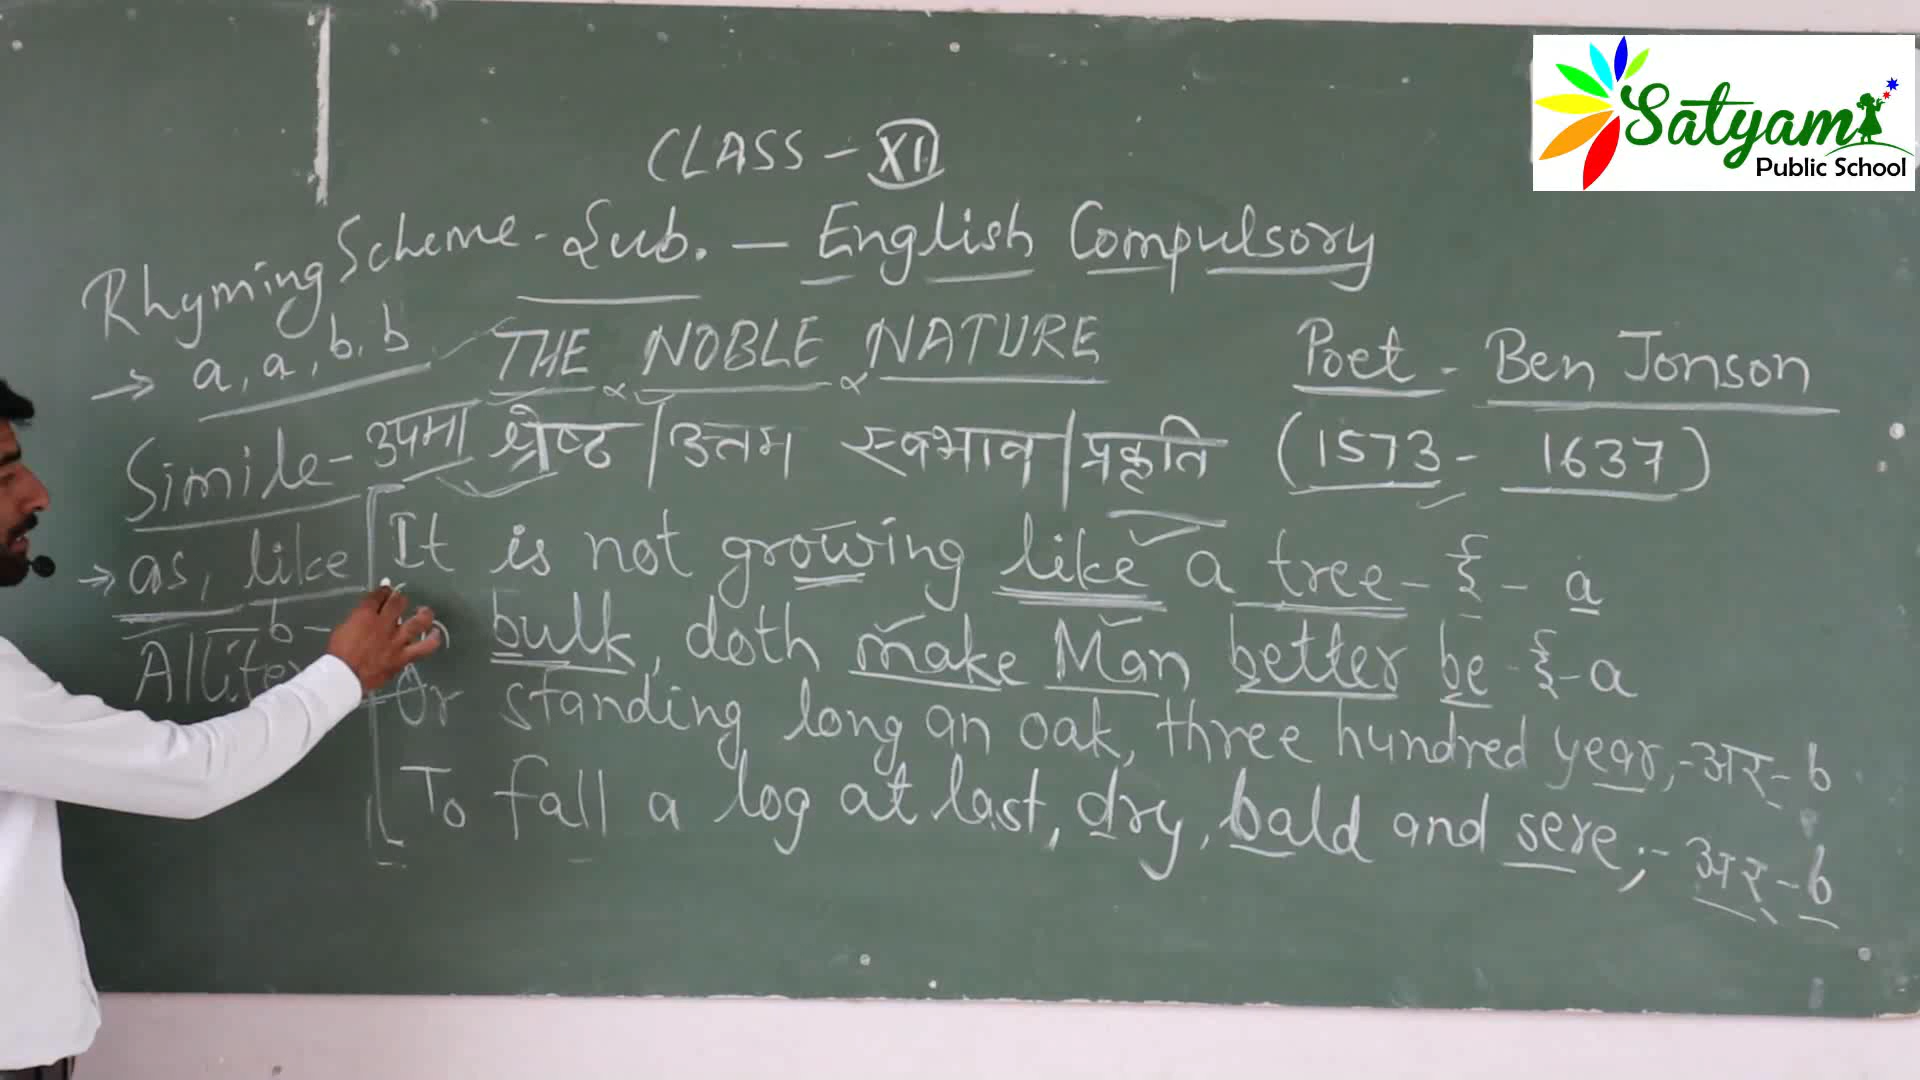 Satyam
Public School
CLASS - XII
Rhyming Scheme - Sub. - English Compulsory
→ a, a, b, b
THE NOBLE NATURE
Poet - Ben Jonson
Simile - उपमा
श्रेष्ठ / उत्तम स्वभाव / प्रकृति (1573 - 1637)
→ as, like
It is not growing like a tree - ई - a
b -
bulk, doth make Man better be - ई - a
Or standing long an oak, three hundred year, - अर - b
To fall a log at last, dry, bald and sere; - अर - b